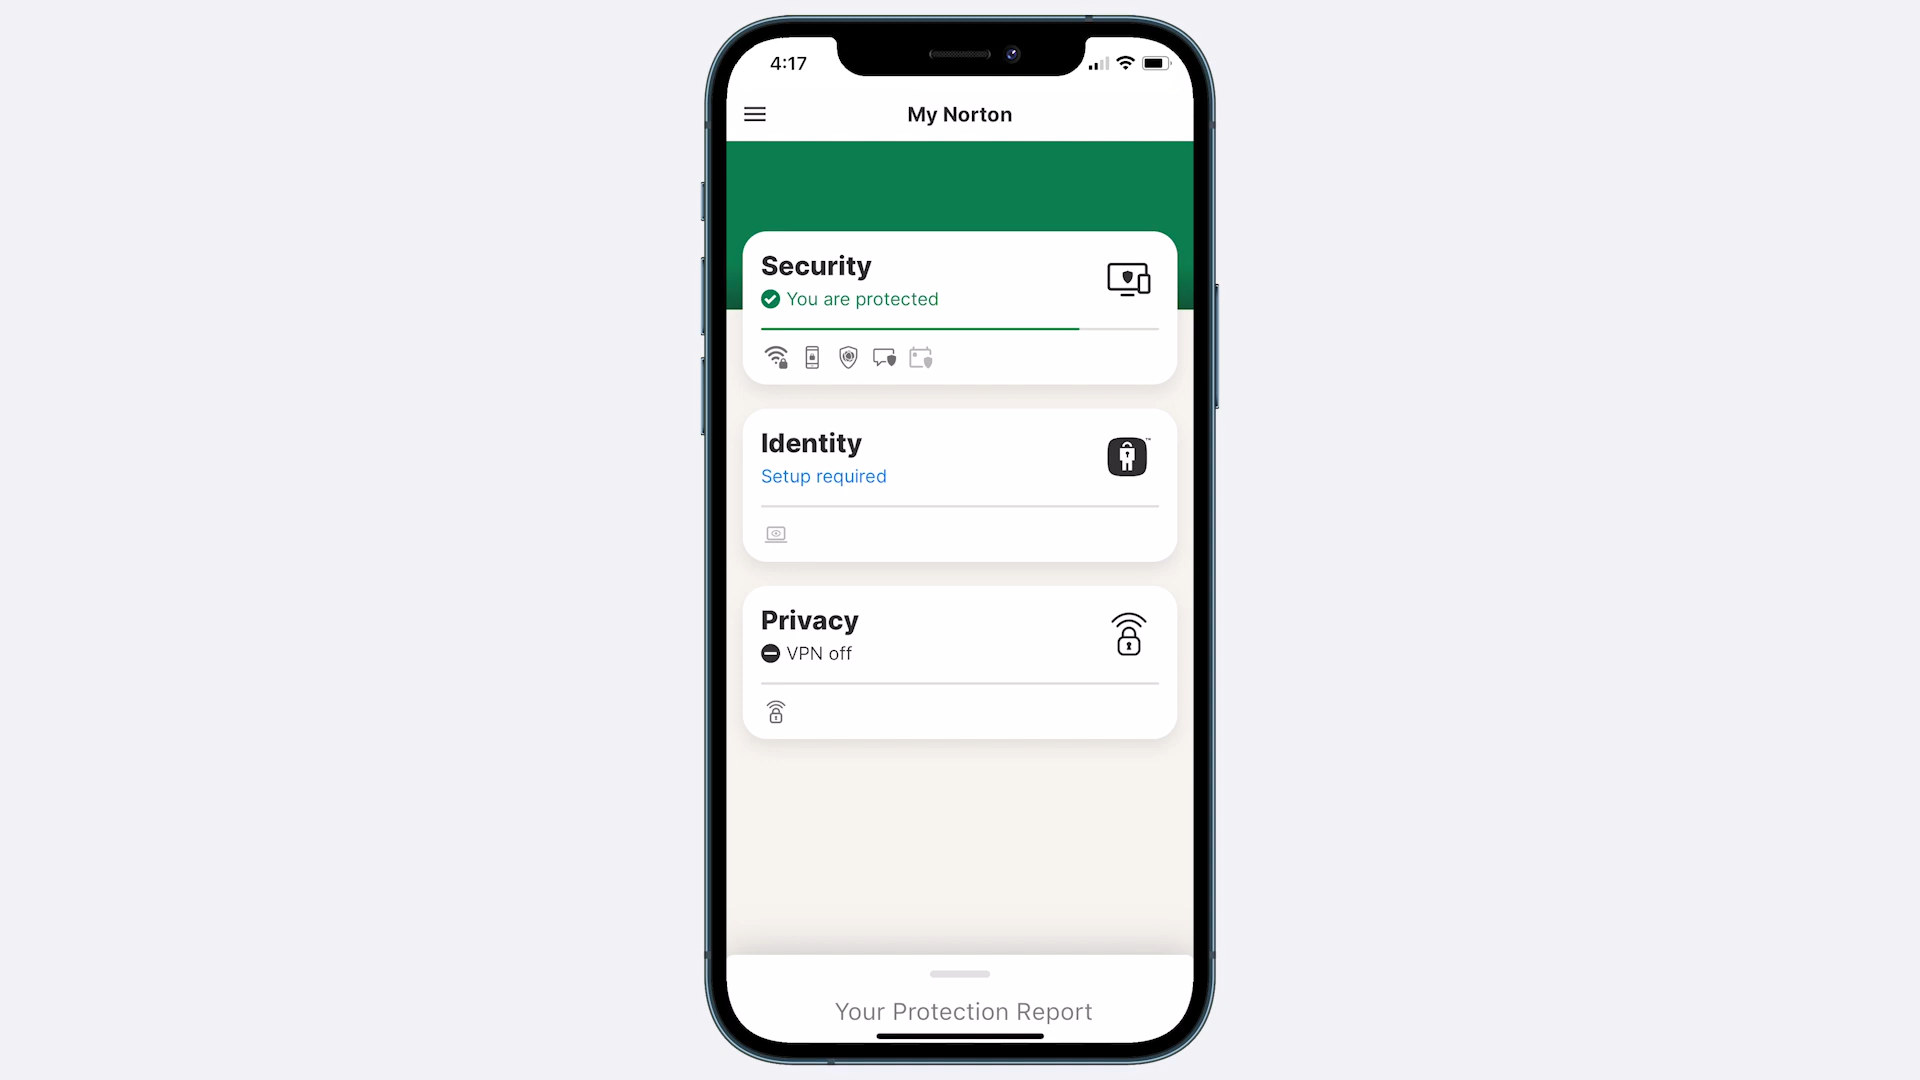 4:17
My Norton
Security
You are protected
Identity
Setup required
Privacy
VPN off
Your Protection Report